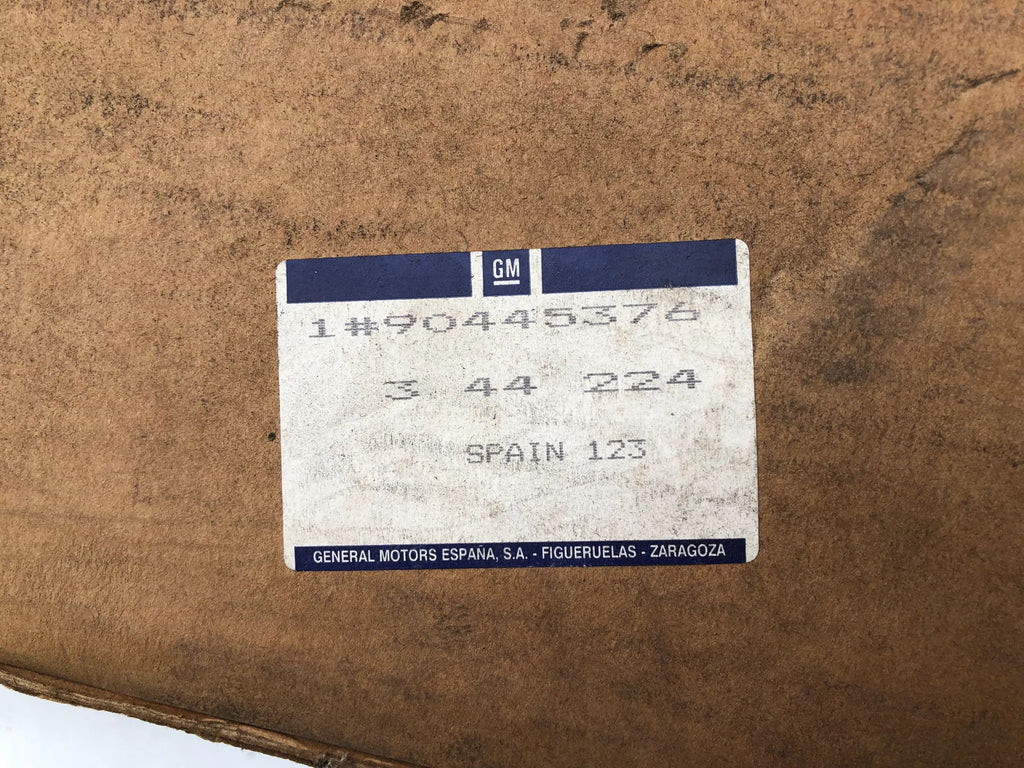 GM
1#90445376
3 44 224
SPAIN 123
GENERAL MOTORS ESPAÑA, S.A. - FIGUERUELAS - ZARAGOZA